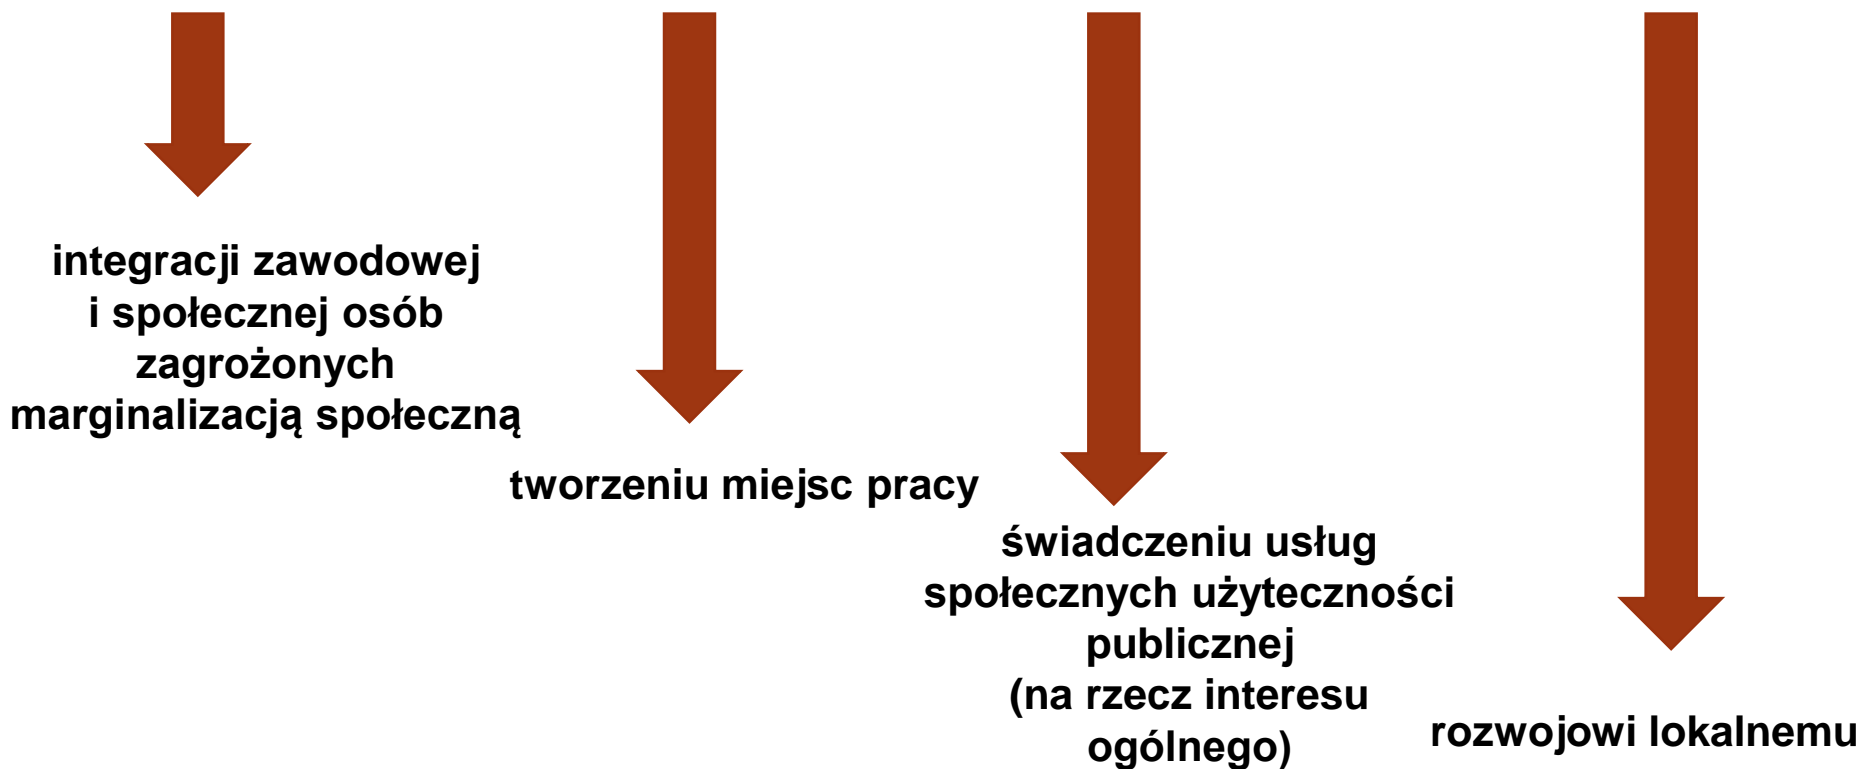 integracji zawodowej
i społecznej osób
zagrożonych
marginalizacją społeczną
tworzeniu miejsc pracy
świadczeniu usług
społecznych użyteczności
publicznej
(na rzecz interesu
ogólnego)
rozwojowi lokalnemu